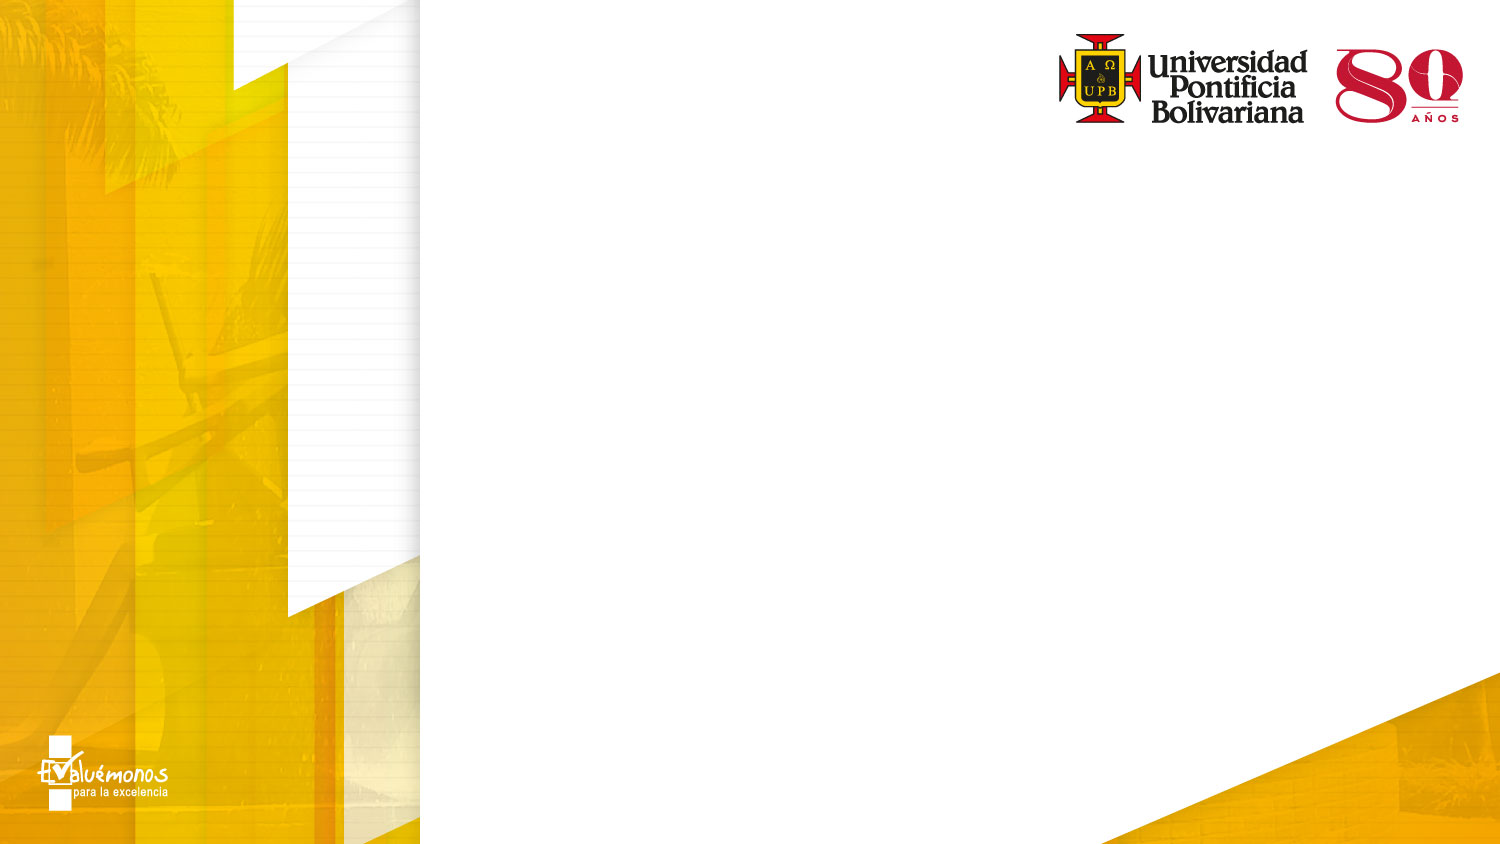 Α Ω
UPB
Universidad
Pontificia
Bolivariana
80
AÑOS
Evaluémonos
para la excelencia